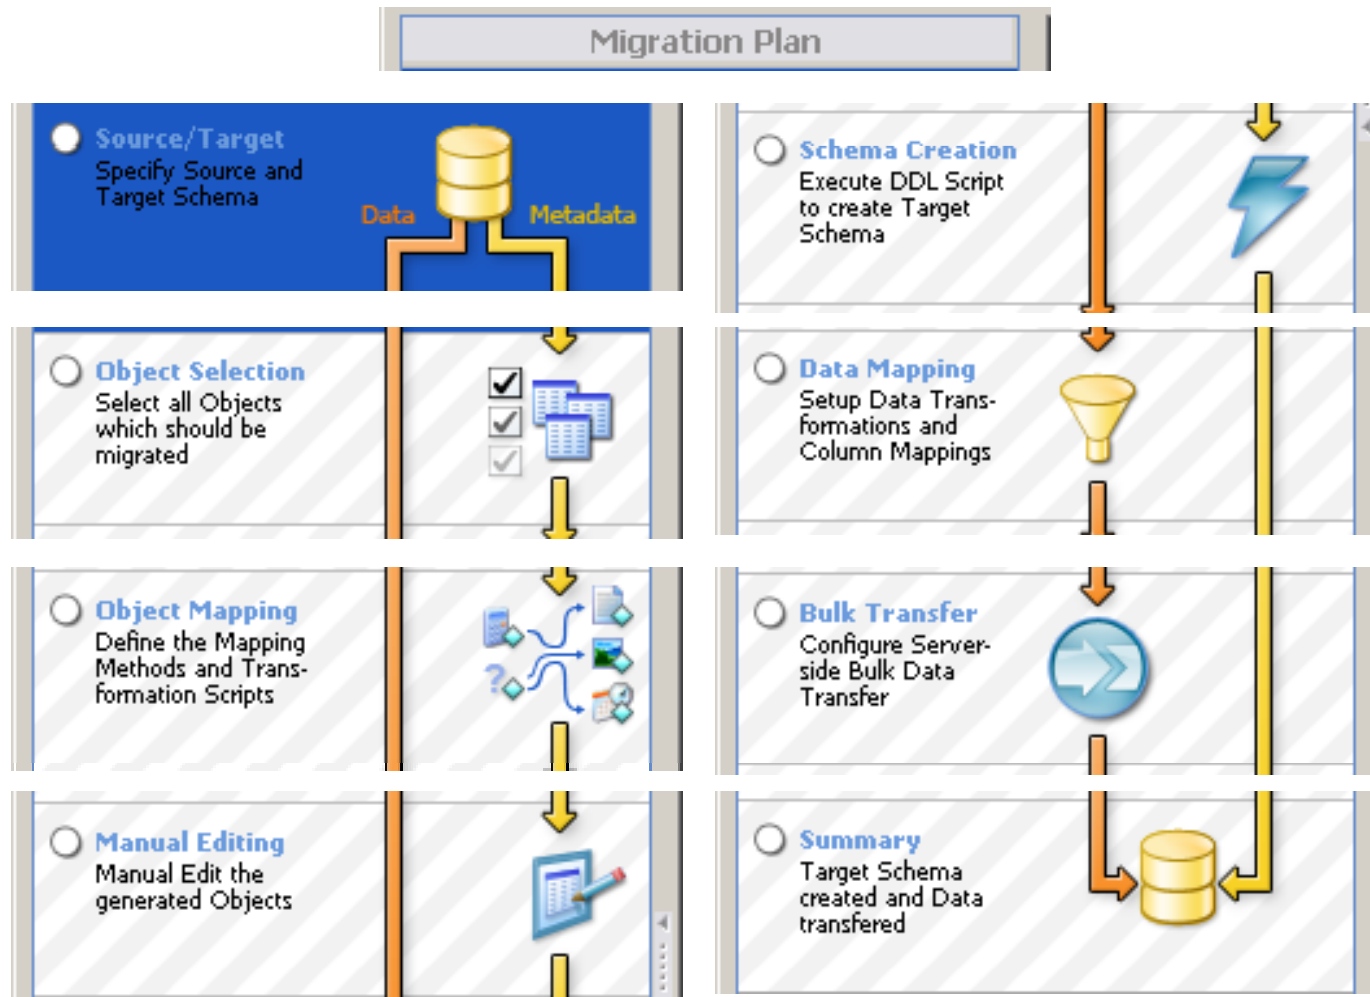 Migration Plan
Source/Target
Specify Source and
Target Schema
Data
Metadata
Object Selection
Select all Objects
which should be
migrated
Object Mapping
Define the Mapping
Methods and Trans-
formation Scripts
Manual Editing
Manual Edit the
generated Objects
Schema Creation
Execute DDL Script
to create Target
Schema
Data Mapping
Setup Data Trans-
formations and
Column Mappings
Bulk Transfer
Configure Server-
side Bulk Data
Transfer
Summary
Target Schema
created and Data
transfered